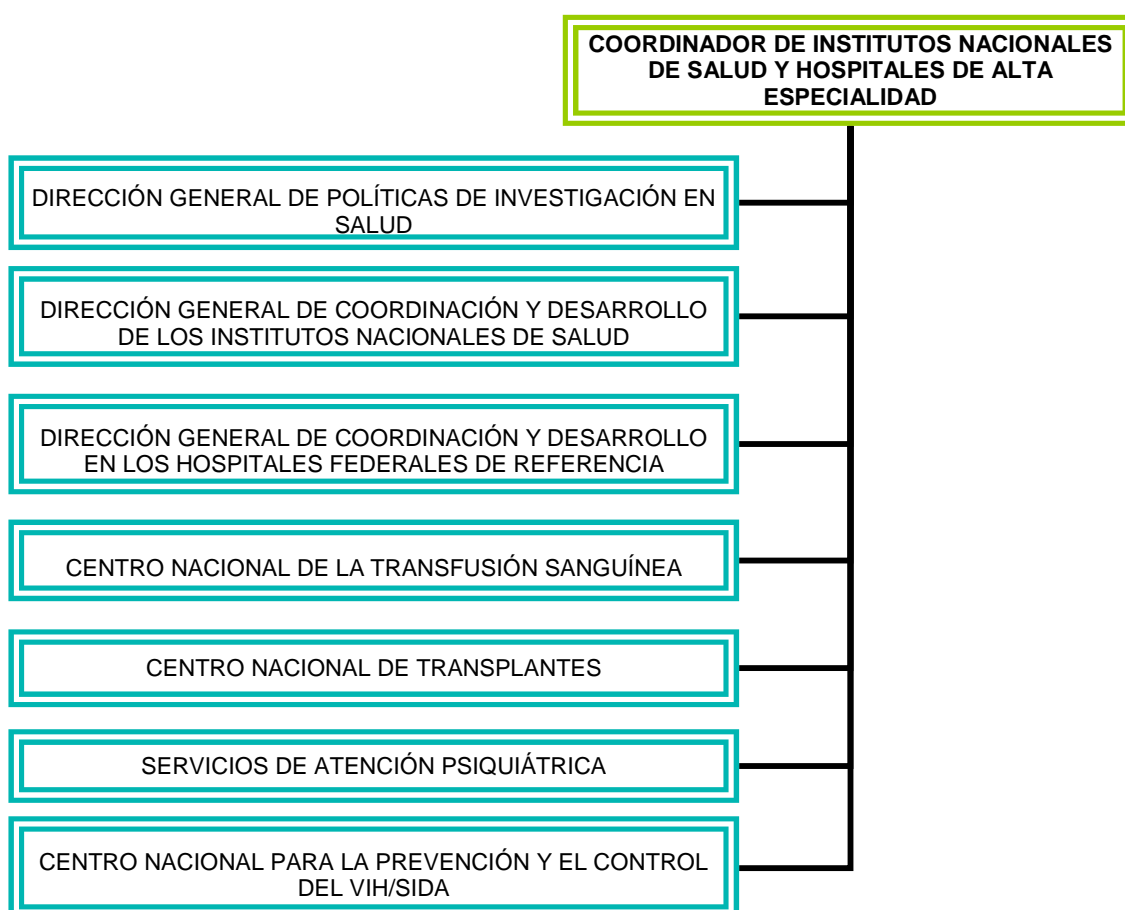 COORDINADOR DE INSTITUTOS NACIONALES
DE SALUD Y HOSPITALES DE ALTA
ESPECIALIDAD
DIRECCIÓN GENERAL DE POLÍTICAS DE INVESTIGACIÓN EN
SALUD
DIRECCIÓN GENERAL DE COORDINACIÓN Y DESARROLLO
DE LOS INSTITUTOS NACIONALES DE SALUD
DIRECCIÓN GENERAL DE COORDINACIÓN Y DESARROLLO
EN LOS HOSPITALES FEDERALES DE REFERENCIA
CENTRO NACIONAL DE LA TRANSFUSIÓN SANGUÍNEA
CENTRO NACIONAL DE TRANSPLANTES
SERVICIOS DE ATENCIÓN PSIQUIÁTRICA
CENTRO NACIONAL PARA LA PREVENCIÓN Y EL CONTROL
DEL VIH/SIDA